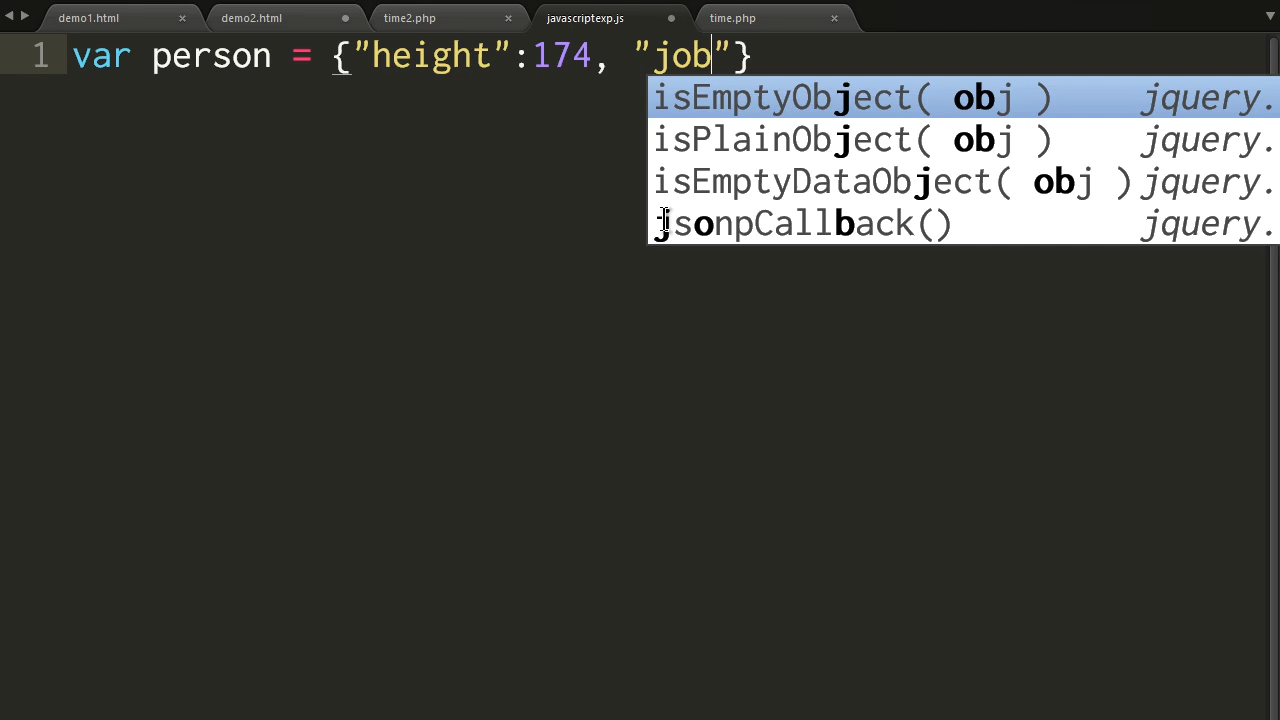 demo1.html demo2.html time2.php javascriptexp.js time.php
1 var person = {"height":174, "job"}
isEmptyObject( obj ) jquery.
isPlainObject( obj ) jquery.
isEmptyDataObject( obj ) jquery.
jsonpCallback() jquery.